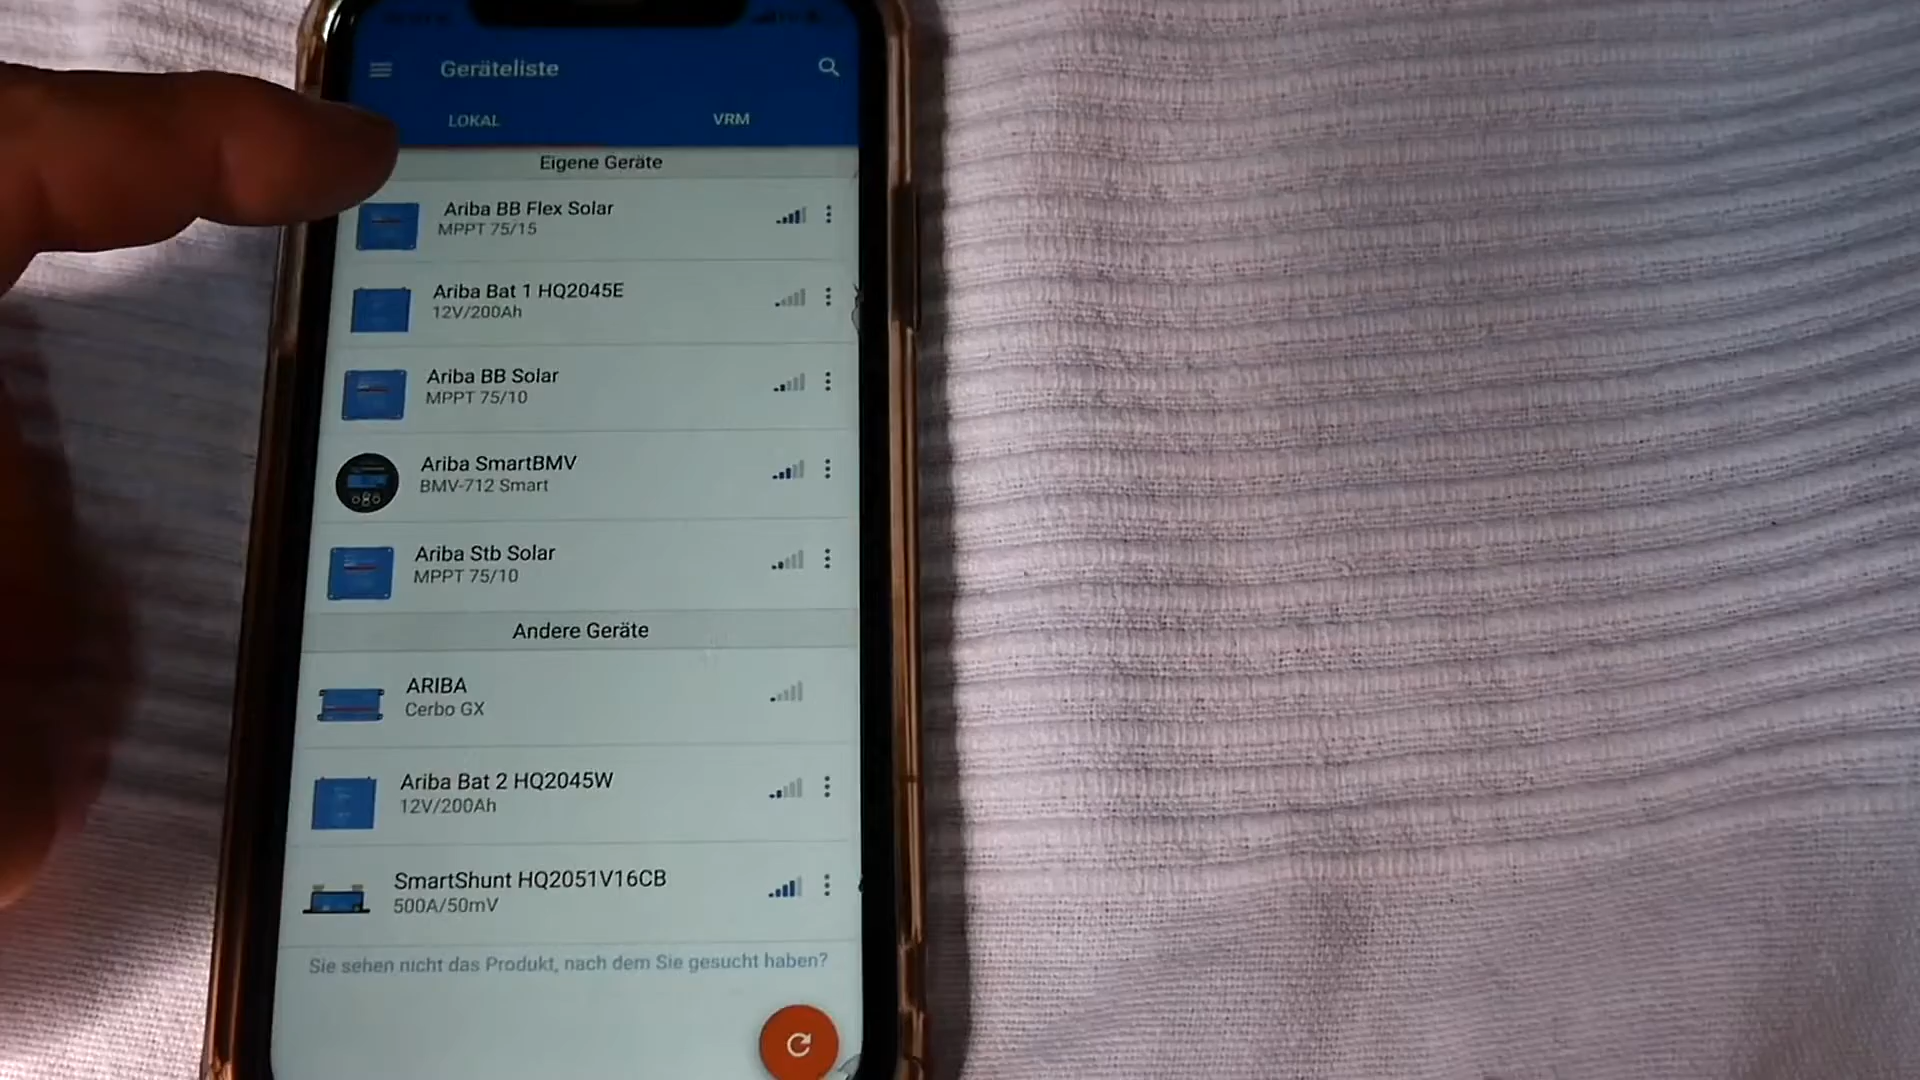 Geräteliste
LOKAL
VRM
Eigene Geräte
Ariba BB Flex Solar
MPPT 75/15
Ariba Bat 1 HQ2045E
12V/200Ah
Ariba BB Solar
MPPT 75/10
Ariba SmartBMV
BMV-712 Smart
Ariba Stb Solar
MPPT 75/10
Andere Geräte
ARIBA
Cerbo GX
Ariba Bat 2 HQ2045W
12V/200Ah
SmartShunt HQ2051V16CB
500A/50mV
Sie sehen nicht das Produkt, nach dem Sie gesucht haben?